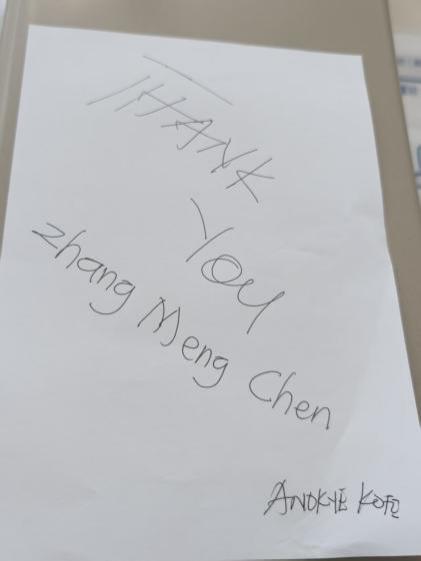 THANK
You
Zhang Meng Chen
ANOKYE KOFI